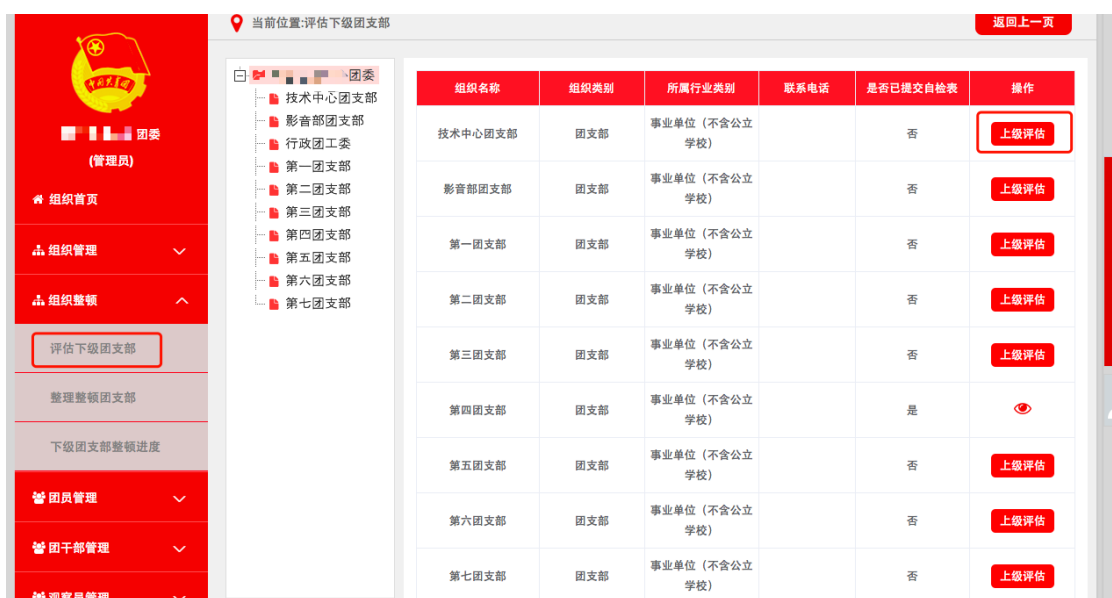 当前位置:评估下级团支部
返回上一页
中国共青团
团委
(管理员)
组织首页
组织管理
组织整顿
评估下级团支部
整理整顿团支部
下级团支部整顿进度
团员管理
团干部管理
观察员管理
团委
技术中心团支部
影音部团支部
行政团工委
第一团支部
第二团支部
第三团支部
第四团支部
第五团支部
第六团支部
第七团支部
组织名称 组织类别 所属行业类别 联系电话 是否已提交自检表 操作
技术中心团支部 团支部 事业单位（不含公立 否 上级评估
学校）
影音部团支部 团支部 事业单位（不含公立 否 上级评估
学校）
第一团支部 团支部 事业单位（不含公立 否 上级评估
学校）
第二团支部 团支部 事业单位（不含公立 否 上级评估
学校）
第三团支部 团支部 事业单位（不含公立 否 上级评估
学校）
第四团支部 团支部 事业单位（不含公立 是
学校）
第五团支部 团支部 事业单位（不含公立 否 上级评估
学校）
第六团支部 团支部 事业单位（不含公立 否 上级评估
学校）
第七团支部 团支部 事业单位（不含公立 否 上级评估
学校）